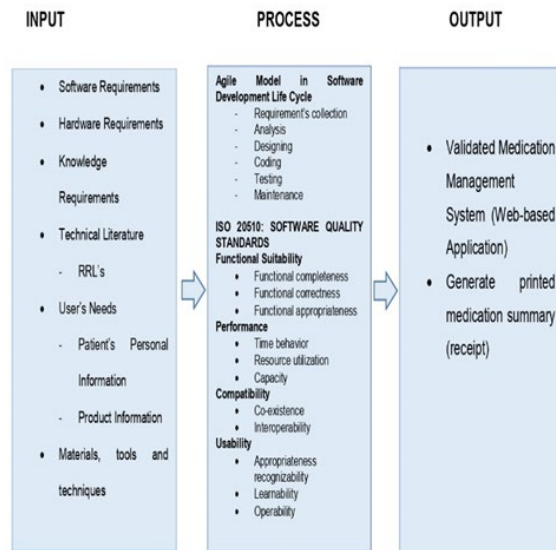 INPUT
PROCESS
OUTPUT
• Software Requirements
• Hardware Requirements
• Knowledge
Requirements
• Technical Literature
- RRL's
• User's Needs
- Patient's Personal
Information
- Product Information
• Materials, tools and
techniques
Agile Model in Software
Development Life Cycle
- Requirement's collection
- Analysis
- Designing
- Coding
- Testing
- Maintenance
ISO 20510: SOFTWARE QUALITY
STANDARDS
Functional Suitability
• Functional completeness
• Functional correctness
• Functional appropriateness
Performance
• Time behavior
• Resource utilization
• Capacity
Compatibility
• Co-existence
• Interoperability
Usability
• Appropriateness
recognizability
• Learnability
• Operability
• Validated Medication
Management
System (Web-based
Application)
• Generate printed
medication summary
(receipt)